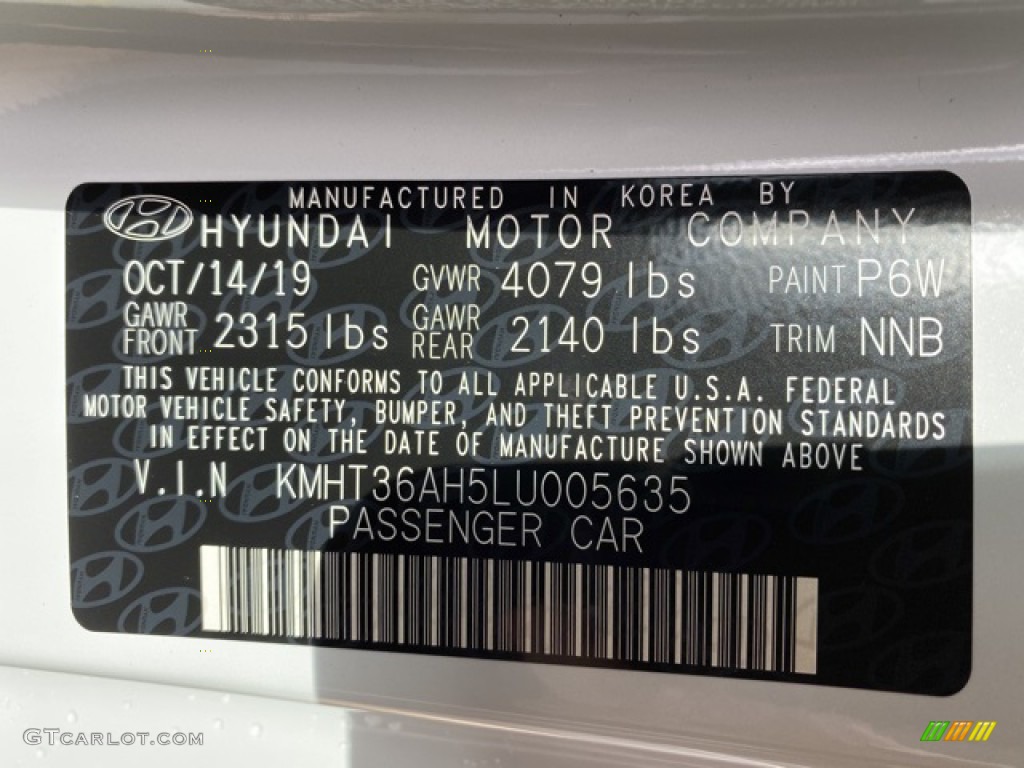 MANUFACTURED IN KOREA BY
HYUNDAI MOTOR COMPANY
OCT/14/19 GVWR 4079 lbs PAINT P6W
GAWR FRONT 2315 lbs GAWR REAR 2140 lbs TRIM NNB
THIS VEHICLE CONFORMS TO ALL APPLICABLE U.S.A. FEDERAL
MOTOR VEHICLE SAFETY, BUMPER, AND THEFT PREVENTION STANDARDS
IN EFFECT ON THE DATE OF MANUFACTURE SHOWN ABOVE
V.I.N KMHT36AH5LU005635
PASSENGER CAR
GTCARLOT.COM